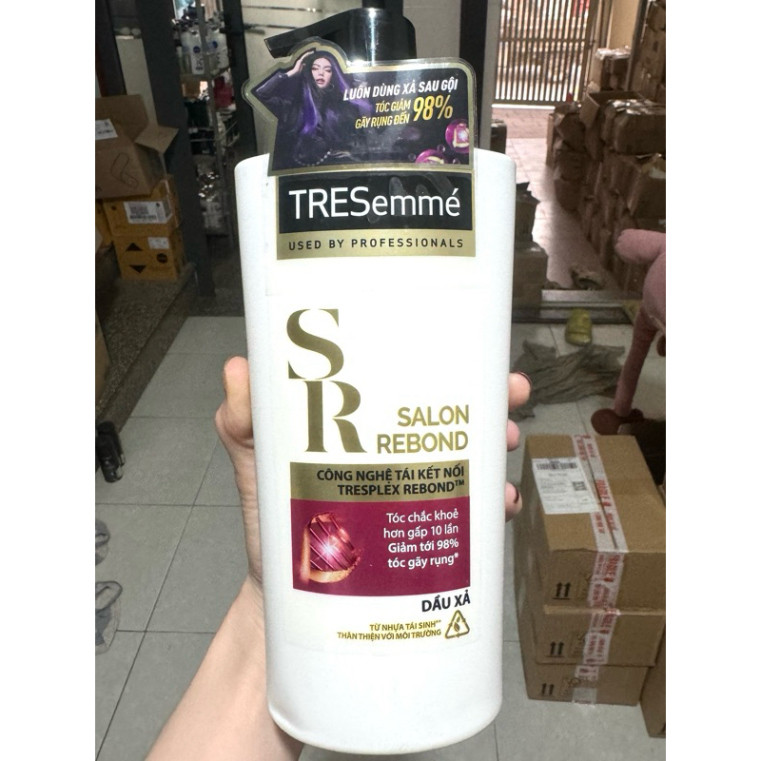 LUÔN DÙNG XẢ SAU GỘI
TÓC GIẢM
GÃY RỤNG ĐẾN 98%
TRESemmé
USED BY PROFESSIONALS
SR
SALON
REBOND
CÔNG NGHỆ TÁI KẾT NỐI
TRESPLEX REBOND™
Tóc chắc khoẻ
hơn gấp 10 lần
Giảm tới 98%
tóc gãy rụng*
DẦU XẢ
TỪ NHỰA TÁI SINH**
THÂN THIỆN VỚI MÔI TRƯỜNG